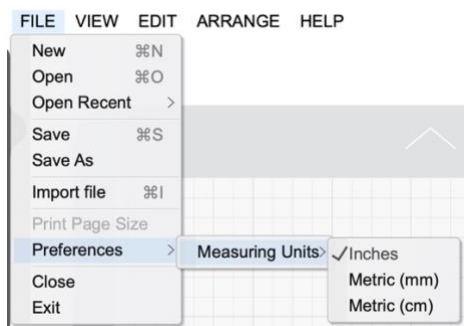 FILE VIEW EDIT ARRANGE HELP
New ⌘N
Open ⌘O
Open Recent >
Save ⌘S
Save As
Import file ⌘I
Print Page Size
Preferences > Measuring Units > ✓Inches
Metric (mm)
Close
Metric (cm)
Exit